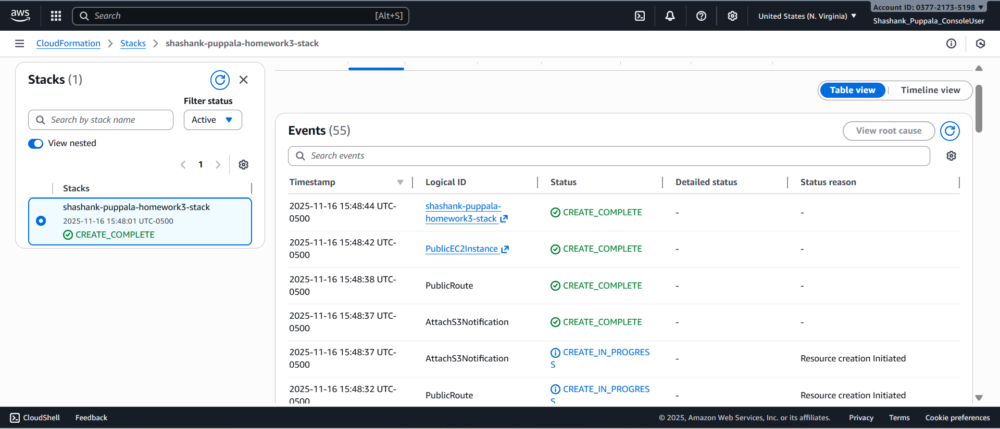 aws
Search [Alt+S]
United States (N. Virginia)
Account ID: 0377-2173-5198
Shashank_Puppala_ConsoleUser
CloudFormation
Stacks
shashank-puppala-homework3-stack
Stacks (1)
Filter status
Search by stack name
Active
View nested
1
Stacks
shashank-puppala-homework3-stack
2025-11-16 15:48:01 UTC-0500
CREATE_COMPLETE
Table view
Timeline view
Events (55)
View root cause
Search events
Timestamp Logical ID Status Detailed status Status reason
2025-11-16 15:48:44 UTC-
0500
shashank-puppala-
homework3-stack
CREATE_COMPLETE
-
-
2025-11-16 15:48:42 UTC-
0500
PublicEC2Instance
CREATE_COMPLETE
-
-
2025-11-16 15:48:38 UTC-
0500
PublicRoute
CREATE_COMPLETE
-
-
2025-11-16 15:48:37 UTC-
0500
AttachS3Notification
CREATE_COMPLETE
-
-
2025-11-16 15:48:37 UTC-
0500
AttachS3Notification
CREATE_IN_PROGRES
S
-
Resource creation Initiated
2025-11-16 15:48:32 UTC-
0500
PublicRoute
CREATE_IN_PROGRES
S
-
Resource creation Initiated
CloudShell
Feedback
© 2025, Amazon Web Services, Inc. or its affiliates.
Privacy
Terms
Cookie preferences